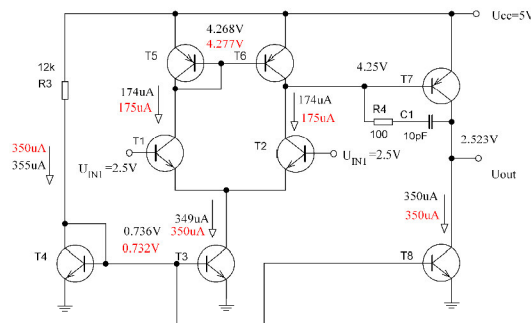 Ucc=5V
4.268V
4.277V
T5
T6
12k
R3
4.25V
T7
R4
C1
100
10pF
174uA
175uA
174uA
175uA
2.523V
T1
T2
U_IN1=2.5V
U_IN1=2.5V
350uA
355uA
Uout
349uA
350uA
350uA
350uA
0.736V
0.732V
T4
T3
T8